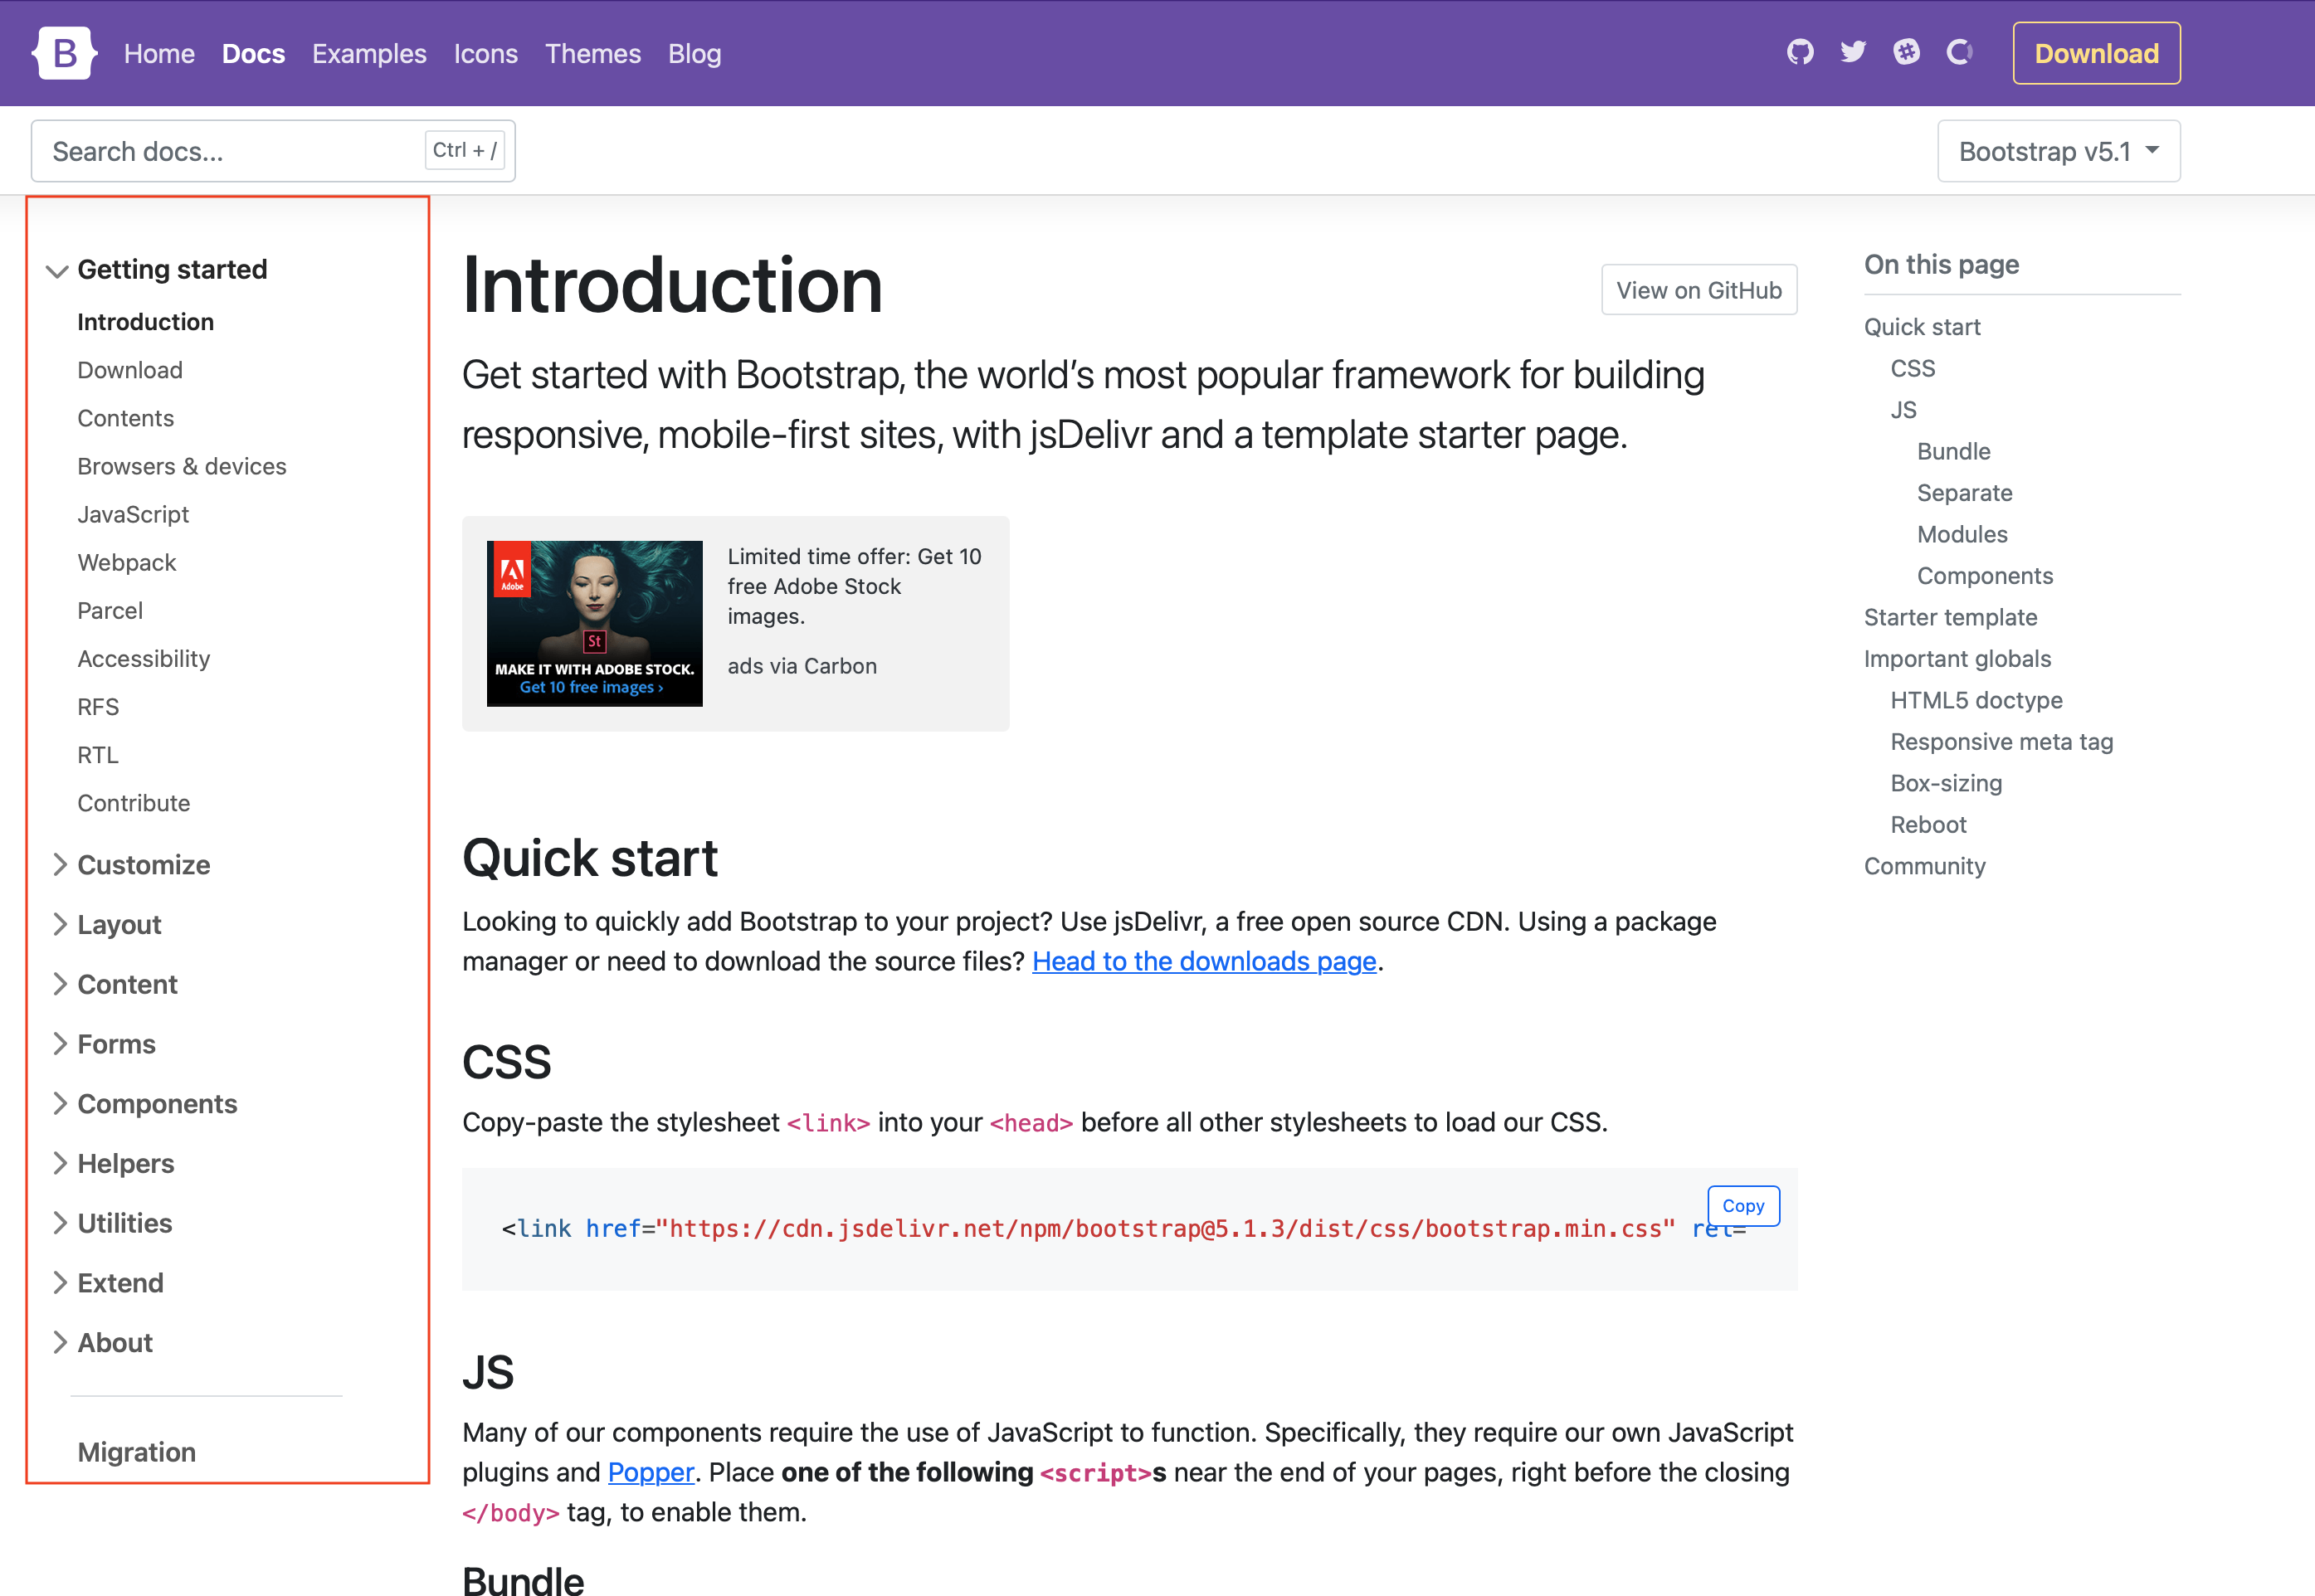 B Home Docs Examples Icons Themes Blog Download
Search docs... Ctrl + / Bootstrap v5.1
Getting started
Introduction
Download
Contents
Browsers & devices
JavaScript
Webpack
Parcel
Accessibility
RFS
RTL
Contribute
Customize
Layout
Content
Forms
Components
Helpers
Utilities
Extend
About
Migration
Introduction
View on GitHub
Get started with Bootstrap, the world’s most popular framework for building
responsive, mobile-first sites, with jsDelivr and a template starter page.
Adobe
St
MAKE IT WITH ADOBE STOCK.
Get 10 free images ›
Limited time offer: Get 10
free Adobe Stock
images.
ads via Carbon
Quick start
Looking to quickly add Bootstrap to your project? Use jsDelivr, a free open source CDN. Using a package
manager or need to download the source files? Head to the downloads page.
CSS
Copy-paste the stylesheet <link> into your <head> before all other stylesheets to load our CSS.
Copy
<link href="https://cdn.jsdelivr.net/npm/bootstrap@5.1.3/dist/css/bootstrap.min.css" rel=
JS
Many of our components require the use of JavaScript to function. Specifically, they require our own JavaScript
plugins and Popper. Place one of the following <script>s near the end of your pages, right before the closing
</body> tag, to enable them.
Bundle
On this page
Quick start
CSS
JS
Bundle
Separate
Modules
Components
Starter template
Important globals
HTML5 doctype
Responsive meta tag
Box-sizing
Reboot
Community